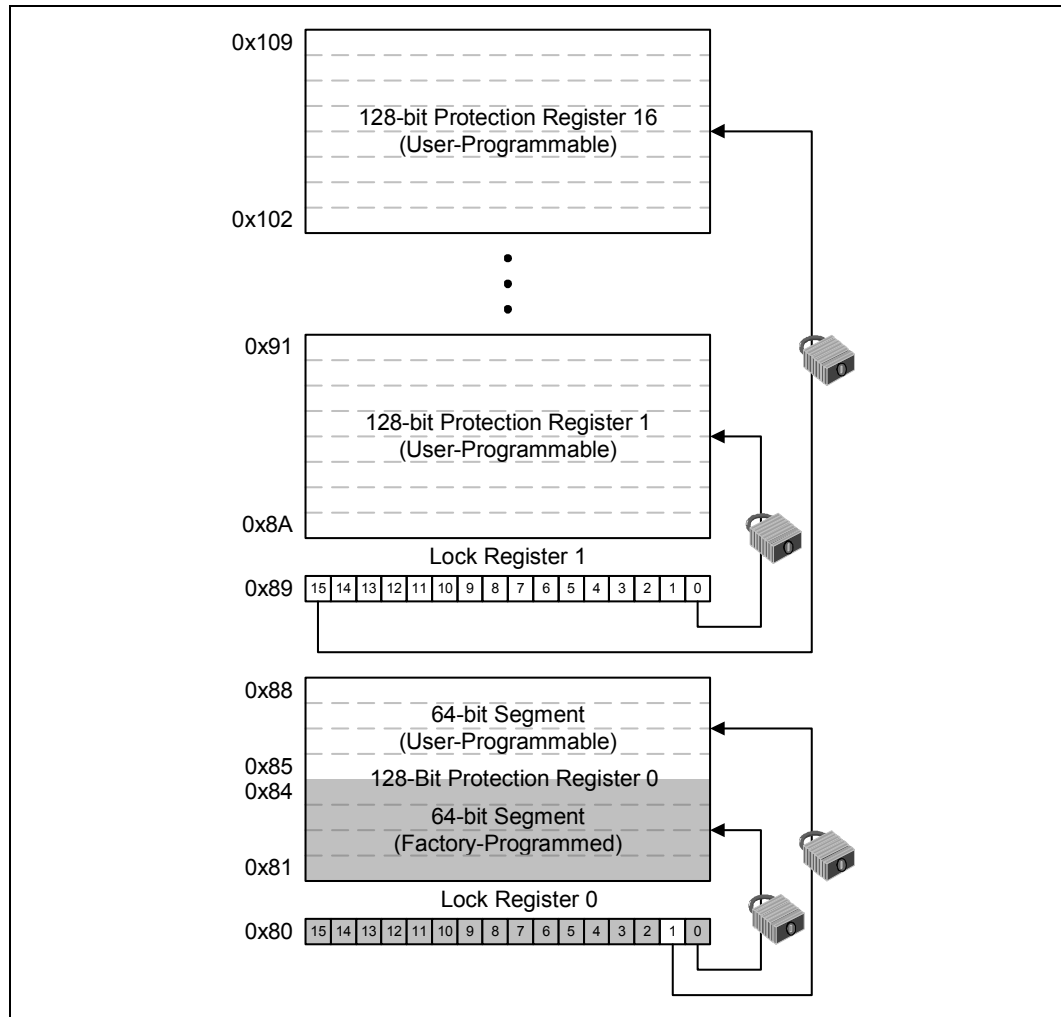 0x109
128-bit Protection Register 16
(User-Programmable)
0x102
0x91
128-bit Protection Register 1
(User-Programmable)
0x8A
Lock Register 1
0x89 15 14 13 12 11 10 9 8 7 6 5 4 3 2 1 0
0x88
64-bit Segment
(User-Programmable)
0x85
128-Bit Protection Register 0
0x84
64-bit Segment
(Factory-Programmed)
0x81
Lock Register 0
0x80 15 14 13 12 11 10 9 8 7 6 5 4 3 2 1 0